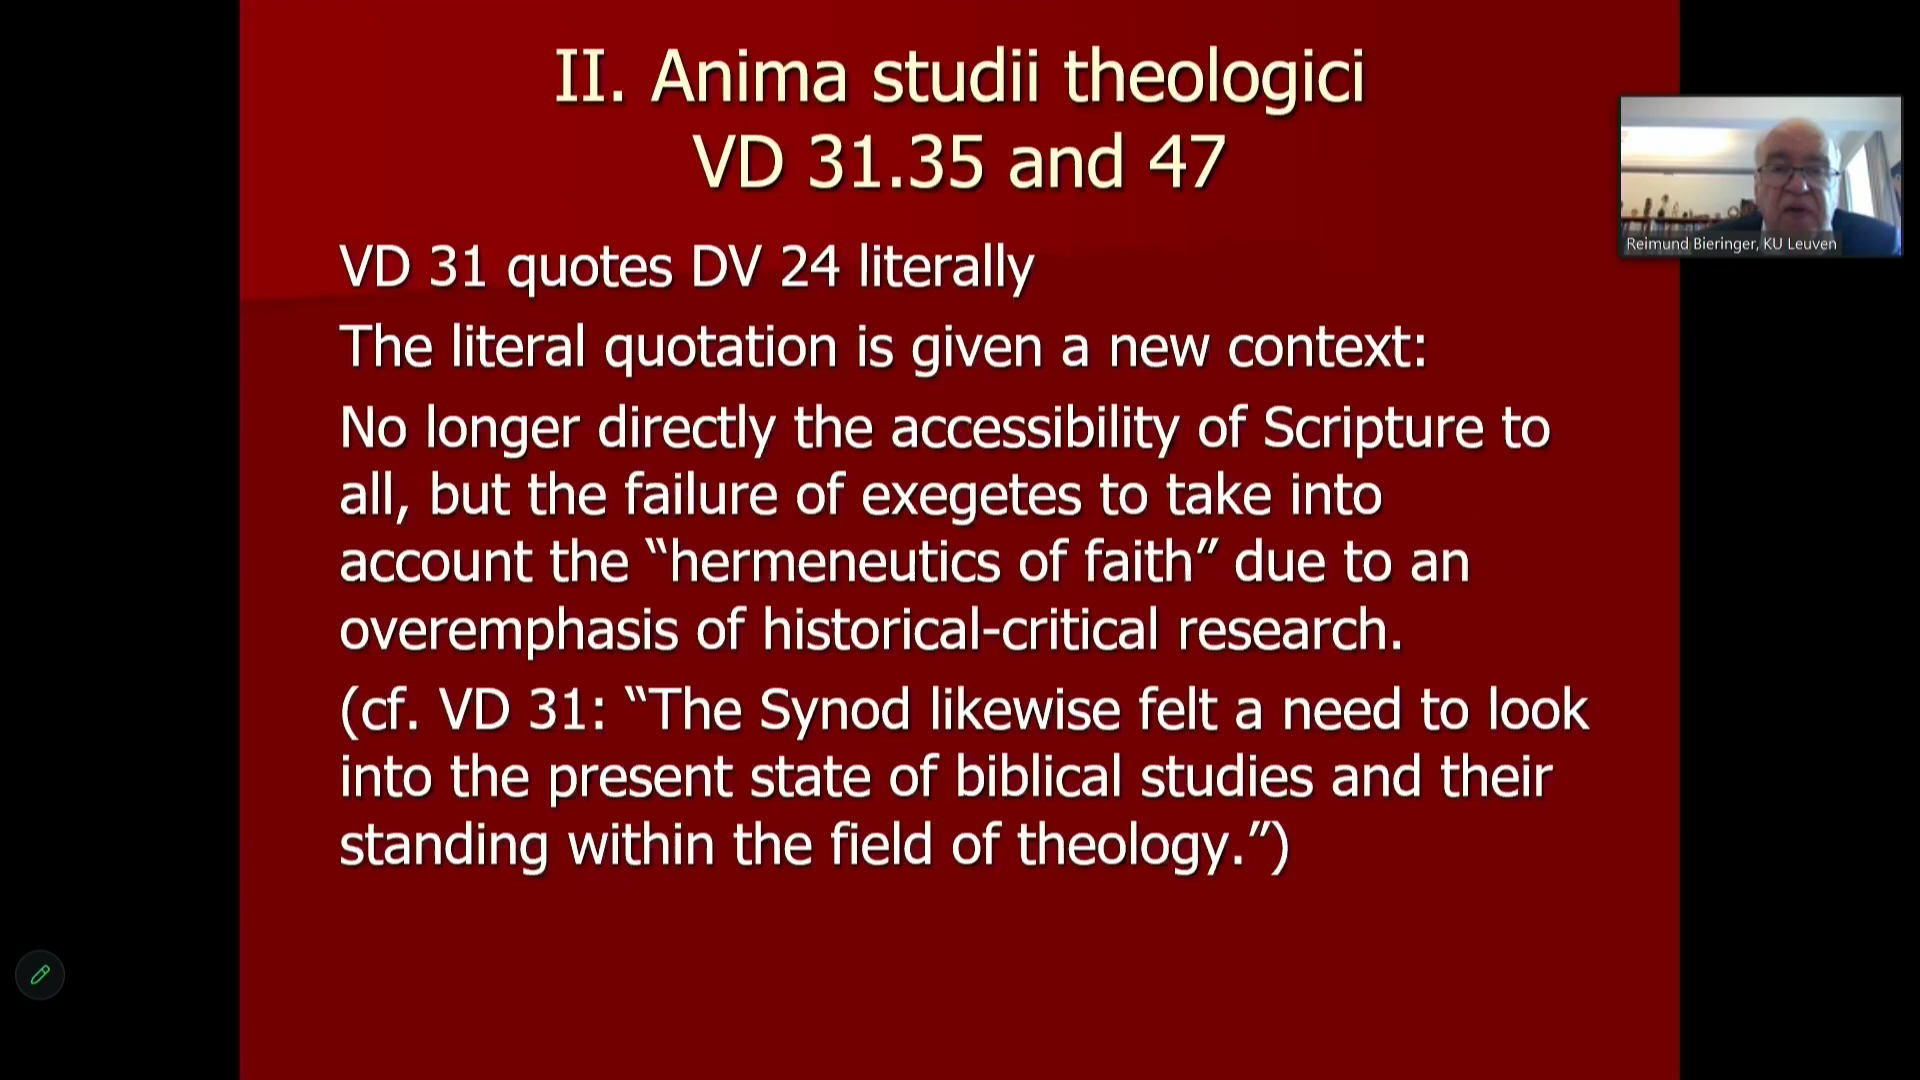 II. Anima studii theologici
VD 31.35 and 47
VD 31 quotes DV 24 literally
The literal quotation is given a new context:
No longer directly the accessibility of Scripture to
all, but the failure of exegetes to take into
account the “hermeneutics of faith” due to an
overemphasis of historical-critical research.
(cf. VD 31: “The Synod likewise felt a need to look
into the present state of biblical studies and their
standing within the field of theology.”)
Reimund Bieringer, KU Leuven